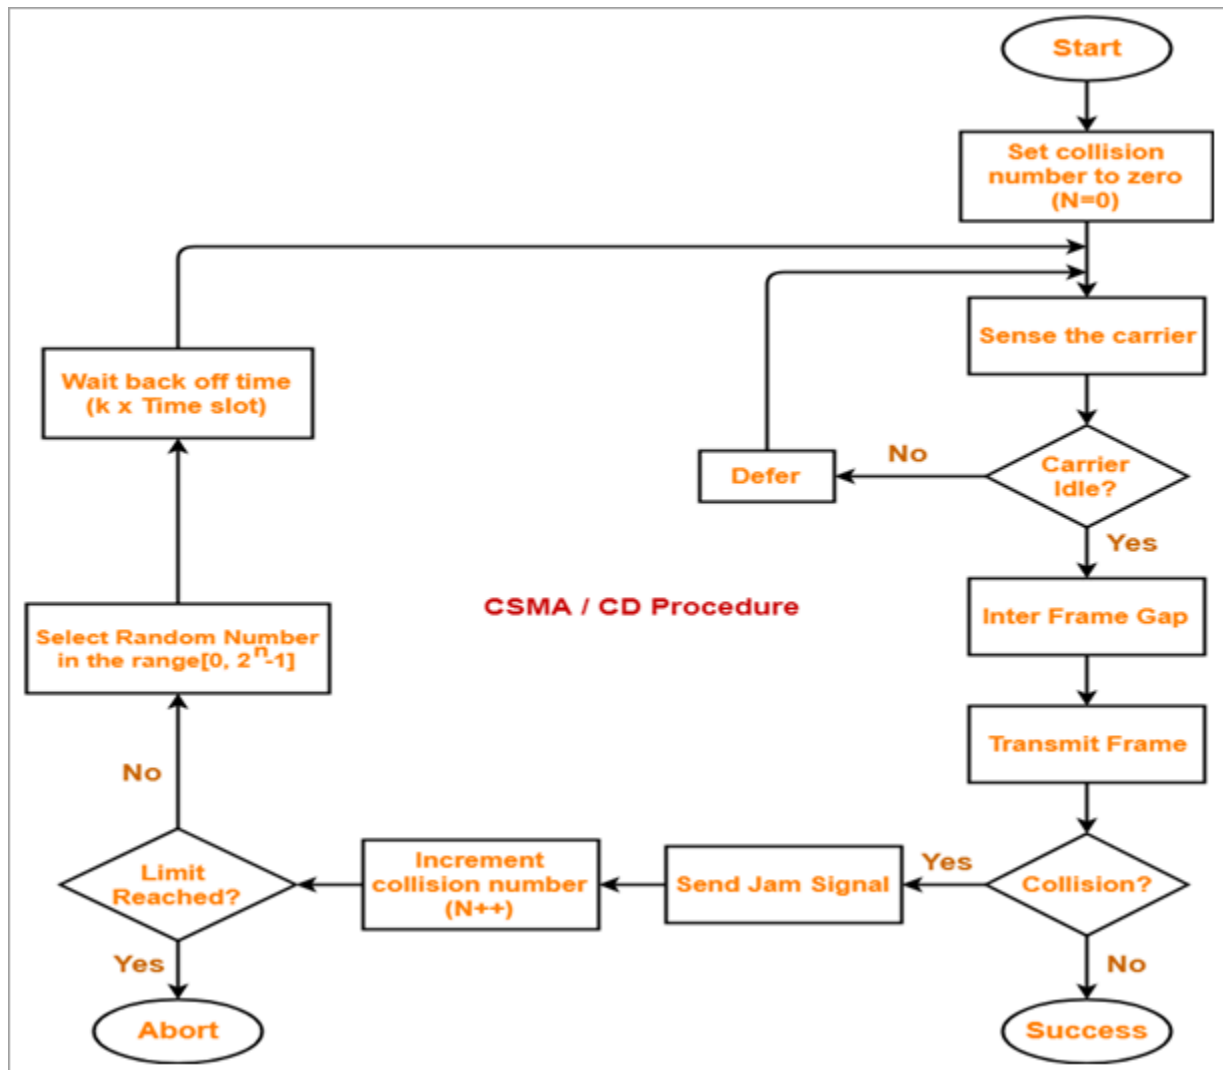 Start
Set collision
number to zero
(N=0)
Sense the carrier
Wait back off time
(k x Time slot)
Carrier
Idle?
No
Defer
Yes
CSMA / CD Procedure
Inter Frame Gap
Select Random Number
in the range[0, 2^n-1]
Transmit Frame
No
Collision?
Yes
Send Jam Signal
Increment
collision number
(N++)
Limit
Reached?
Yes
No
Abort
Success